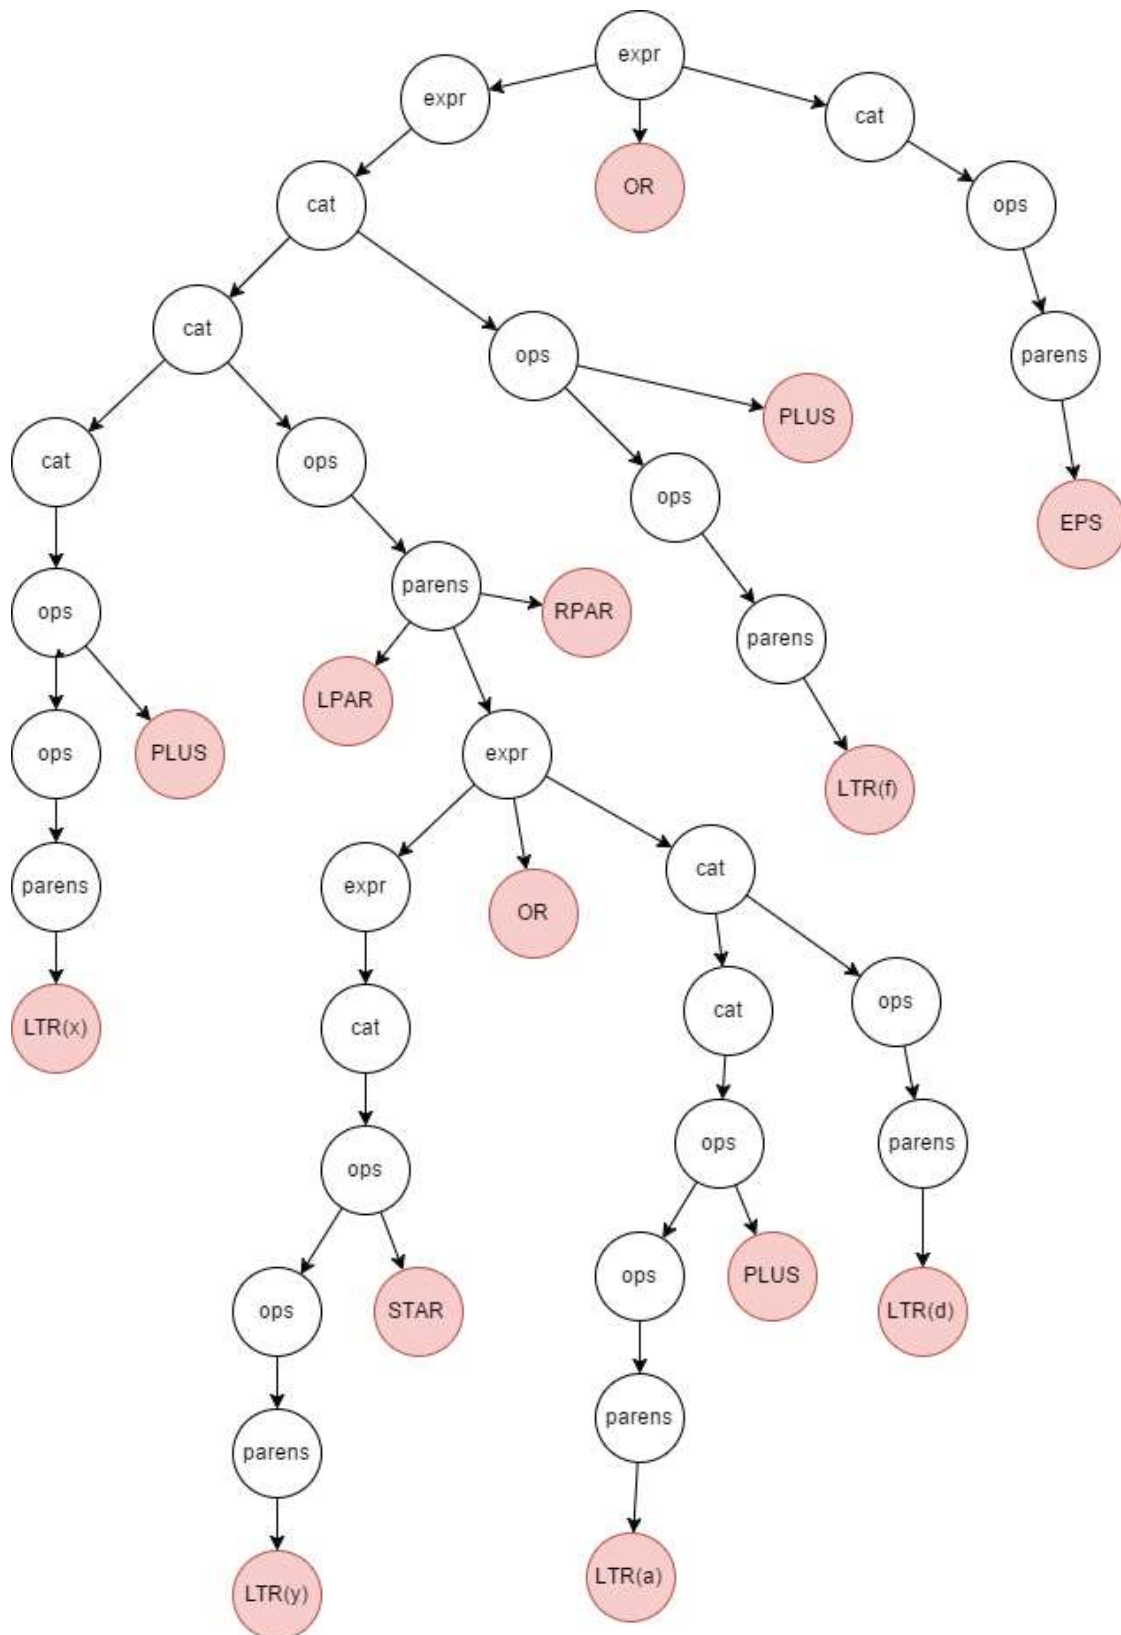 expr
expr
cat
OR
cat
ops
cat
ops
parens
PLUS
cat
ops
ops
EPS
parens
RPAR
ops
parens
LPAR
ops
PLUS
expr
LTR(f)
parens
expr
cat
OR
LTR(x)
cat
cat
ops
ops
ops
parens
ops
STAR
ops
PLUS
LTR(d)
parens
parens
LTR(y)
LTR(a)